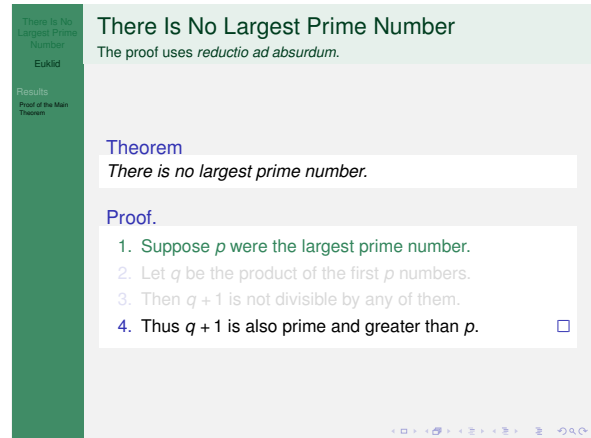 There Is No
Largest Prime
Number
Euklid
Results
Proof of the Main
Theorem
There Is No Largest Prime Number
The proof uses reductio ad absurdum.
Theorem
There is no largest prime number.
Proof.
1. Suppose p were the largest prime number.
2. Let q be the product of the first p numbers.
3. Then q + 1 is not divisible by any of them.
4. Thus q + 1 is also prime and greater than p.